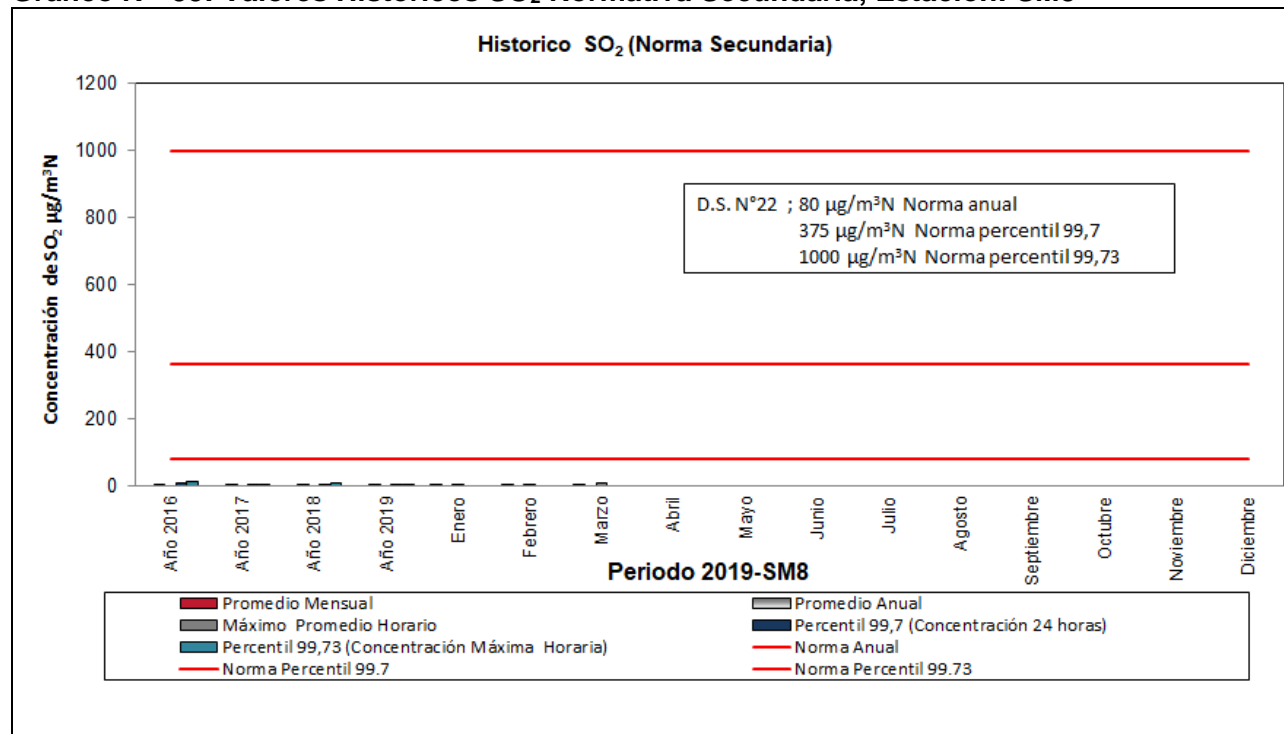 Historico SO₂ (Norma Secundaria)
Concentración de SO₂ µg/m³N
1200
1000
800
600
400
200
0
D.S. N°22 ; 80 µg/m³N Norma anual
375 µg/m³N Norma percentil 99,7
1000 µg/m³N Norma percentil 99,73
Año 2016
Año 2017
Año 2018
Año 2019
Enero
Febrero
Marzo
Abril
Mayo
Junio
Julio
Agosto
Septiembre
Octubre
Noviembre
Diciembre
Periodo 2019-SM8
Promedio Mensual
Promedio Anual
Máximo Promedio Horario
Percentil 99,7 (Concentración 24 horas)
Percentil 99,73 (Concentración Máxima Horaria)
Norma Anual
Norma Percentil 99.7
Norma Percentil 99.73